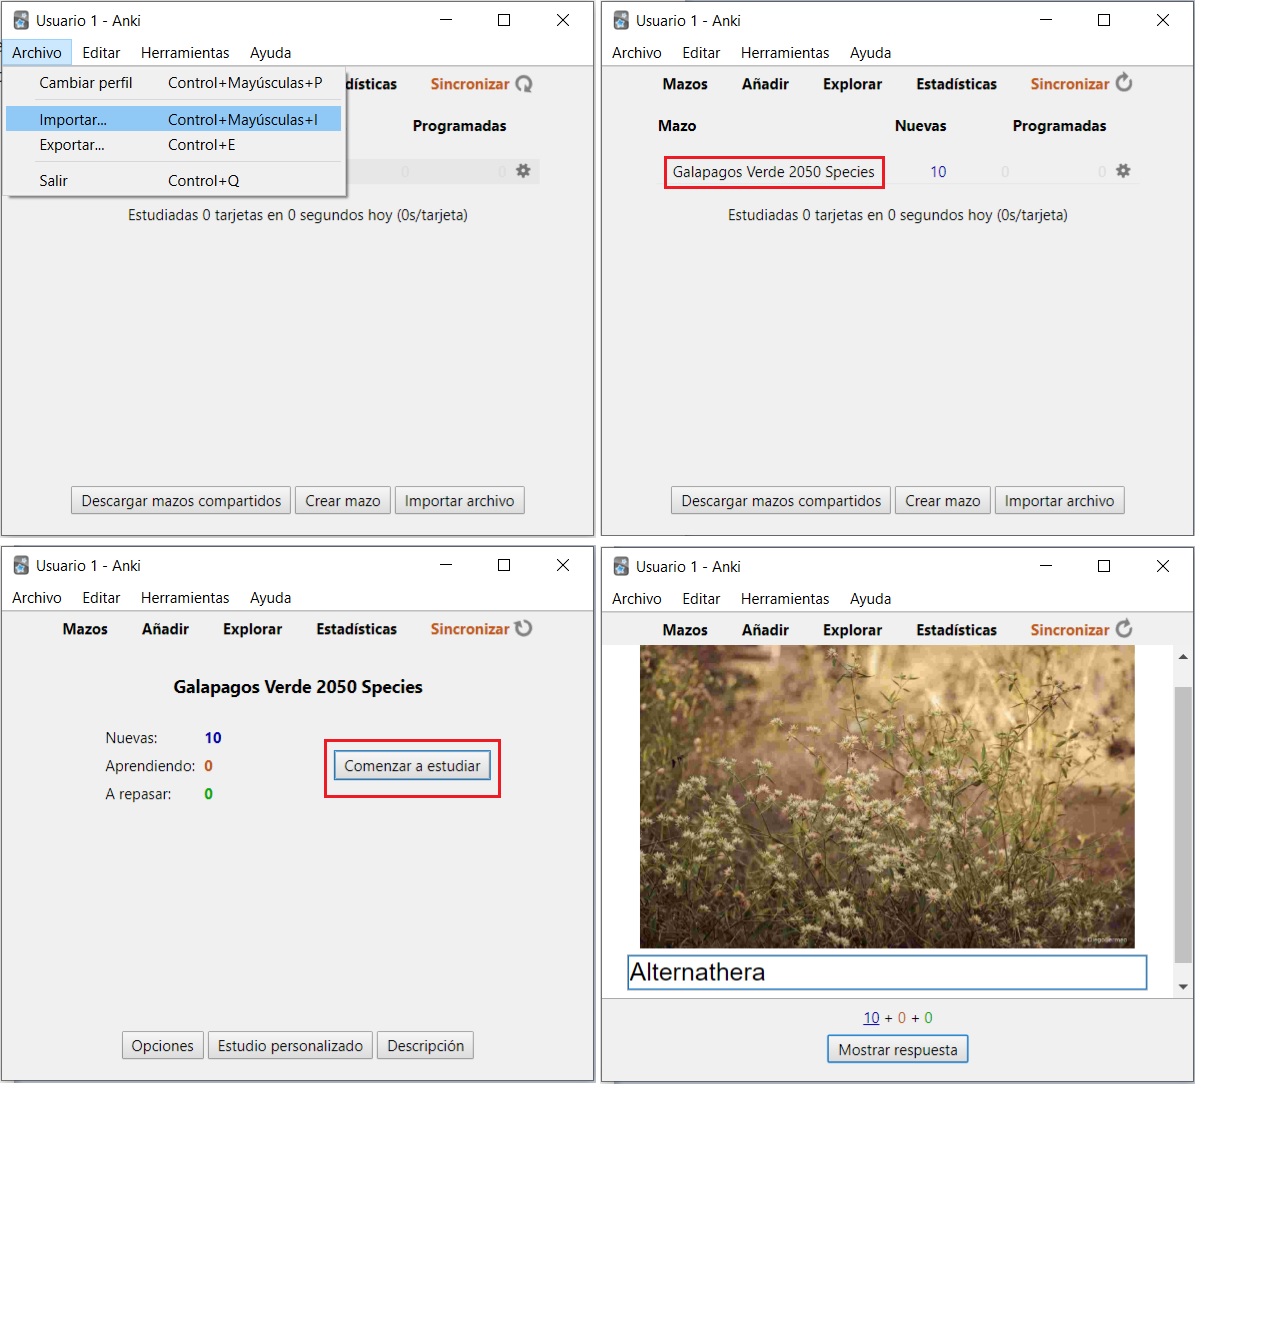 Usuario 1 - Anki
Archivo Editar Herramientas Ayuda
Cambiar perfil Control+Mayúsculas+P
Importar... Control+Mayúsculas+I
Exportar... Control+E
Salir Control+Q
dísticas Sincronizar
Programadas
0 0
Estudiadas 0 tarjetas en 0 segundos hoy (0s/tarjeta)
Descargar mazos compartidos Crear mazo Importar archivo
Usuario 1 - Anki
Archivo Editar Herramientas Ayuda
Mazos Añadir Explorar Estadísticas Sincronizar
Mazo Nuevas Programadas
Galapagos Verde 2050 Species 10 0 0
Estudiadas 0 tarjetas en 0 segundos hoy (0s/tarjeta)
Descargar mazos compartidos Crear mazo Importar archivo
Usuario 1 - Anki
Archivo Editar Herramientas Ayuda
Mazos Añadir Explorar Estadísticas Sincronizar
Galapagos Verde 2050 Species
Nuevas: 10
Aprendiendo: 0
A repasar: 0
Comenzar a estudiar
Opciones Estudio personalizado Descripción
Usuario 1 - Anki
Archivo Editar Herramientas Ayuda
Mazos Añadir Explorar Estadísticas Sincronizar
Alternathera
10 + 0 + 0
Mostrar respuesta